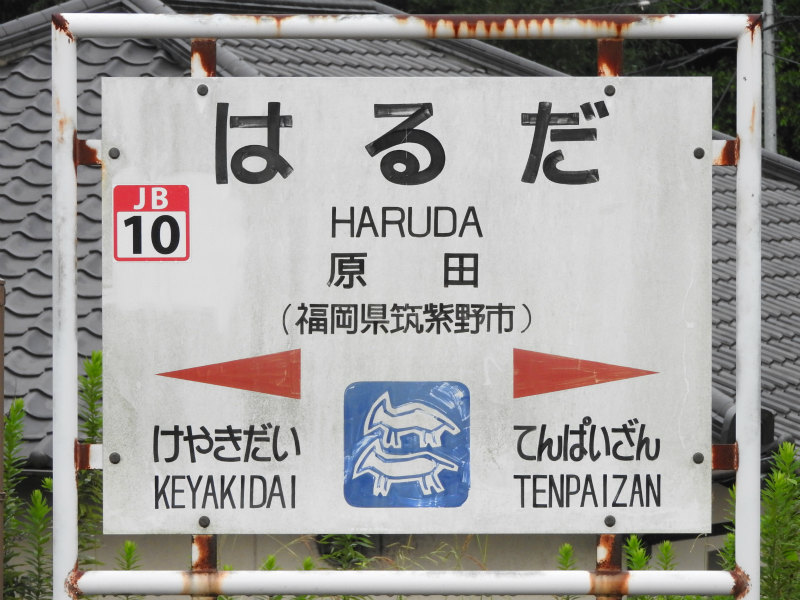 はるだ
JB
10
HARUDA
原田
（福岡県筑紫野市）
けやきだい
てんぱいざん
KEYAKIDAI
TENPAIZAN